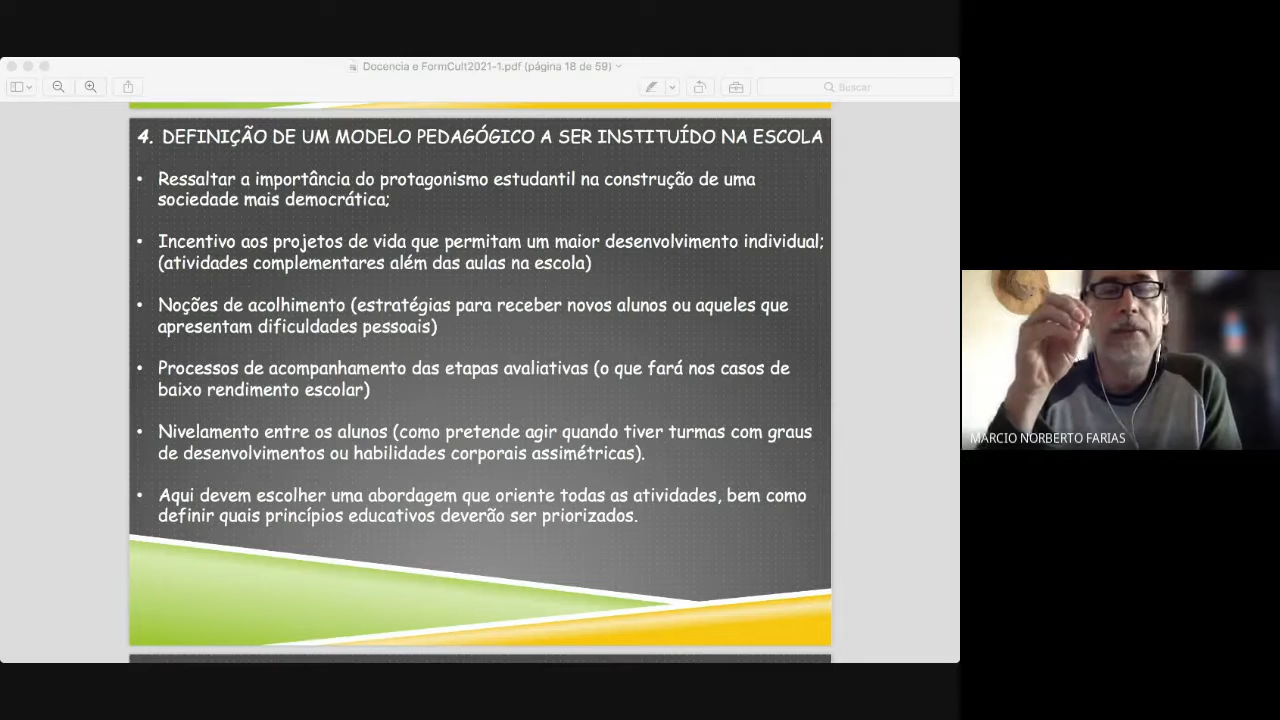 Docencia e FormCult2021-1.pdf (página 18 de 59)
Buscar
4. DEFINIÇÃO DE UM MODELO PEDAGÓGICO A SER INSTITUÍDO NA ESCOLA
• Ressaltar a importância do protagonismo estudantil na construção de uma
sociedade mais democrática;
• Incentivo aos projetos de vida que permitam um maior desenvolvimento individual;
(atividades complementares além das aulas na escola)
• Noções de acolhimento (estratégias para receber novos alunos ou aqueles que
apresentam dificuldades pessoais)
• Processos de acompanhamento das etapas avaliativas (o que fará nos casos de
baixo rendimento escolar)
• Nivelamento entre os alunos (como pretende agir quando tiver turmas com graus
de desenvolvimentos ou habilidades corporais assimétricas).
• Aqui devem escolher uma abordagem que oriente todas as atividades, bem como
definir quais princípios educativos deverão ser priorizados.
MARCIO NORBERTO FARIAS